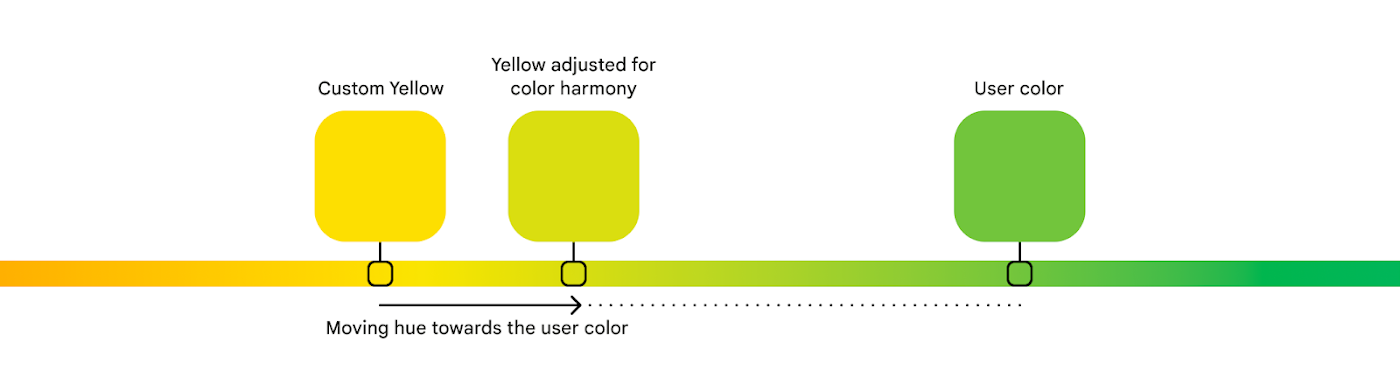 Custom Yellow
Yellow adjusted for
color harmony
User color
Moving hue towards the user color